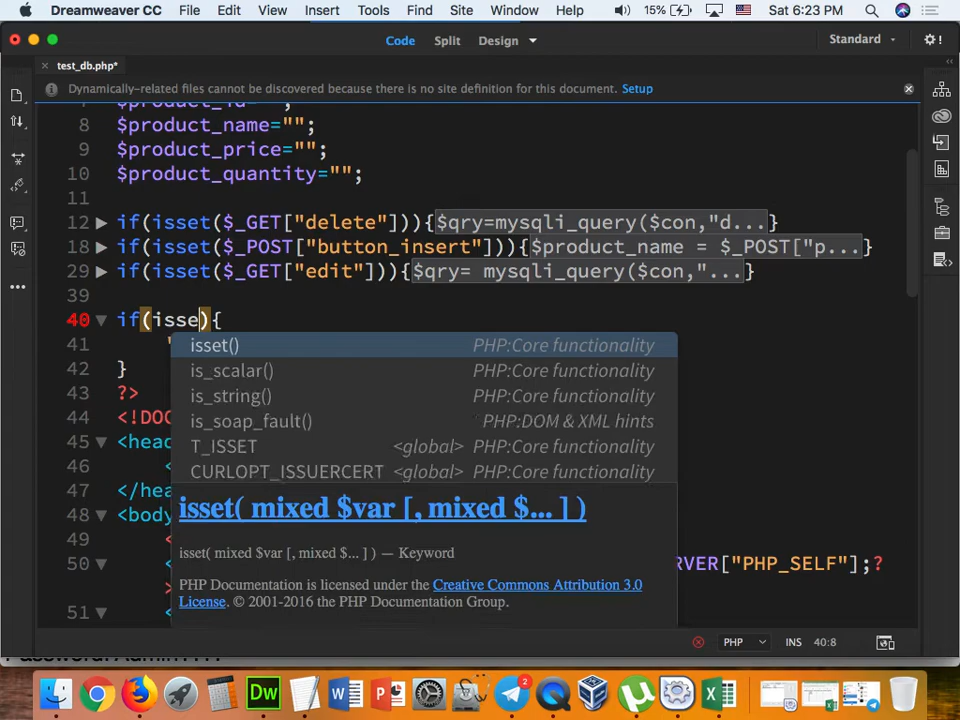 Dreamweaver CC File Edit View Insert Tools Find Site Window Help 15% Sat 6:23 PM
Code Split Design Standard
test_db.php*
Dynamically-related files cannot be discovered because there is no site definition for this document. Setup
8 $product_name="";
9 $product_price="";
10 $product_quantity="";
11
12 if(isset($_GET["delete"])){$qry=mysqli_query($con,"d...}
18 if(isset($_POST["button_insert"])){$product_name = $_POST["p...}
29 if(isset($_GET["edit"])){$qry= mysqli_query($con,"...}
39
40 if(isse){
41
isset() PHP:Core functionality
is_scalar() PHP:Core functionality
is_string() PHP:Core functionality
is_soap_fault() PHP:DOM & XML hints
T_ISSET <global> PHP:Core functionality
CURLOPT_ISSUERCERT <global> PHP:Core functionality
isset( mixed $var [, mixed $... ] )
isset( mixed $var [, mixed $... ] ) — Keyword
PHP Documentation is licensed under the Creative Commons Attribution 3.0
License. © 2001-2016 the PHP Documentation Group.
42 }
43 ?>
44 <!DOC
45 <head
46 <
47 </hea
48 <body
49 <
50 < RVER["PHP_SELF"];?
>
51 <
PHP INS 40:8
2